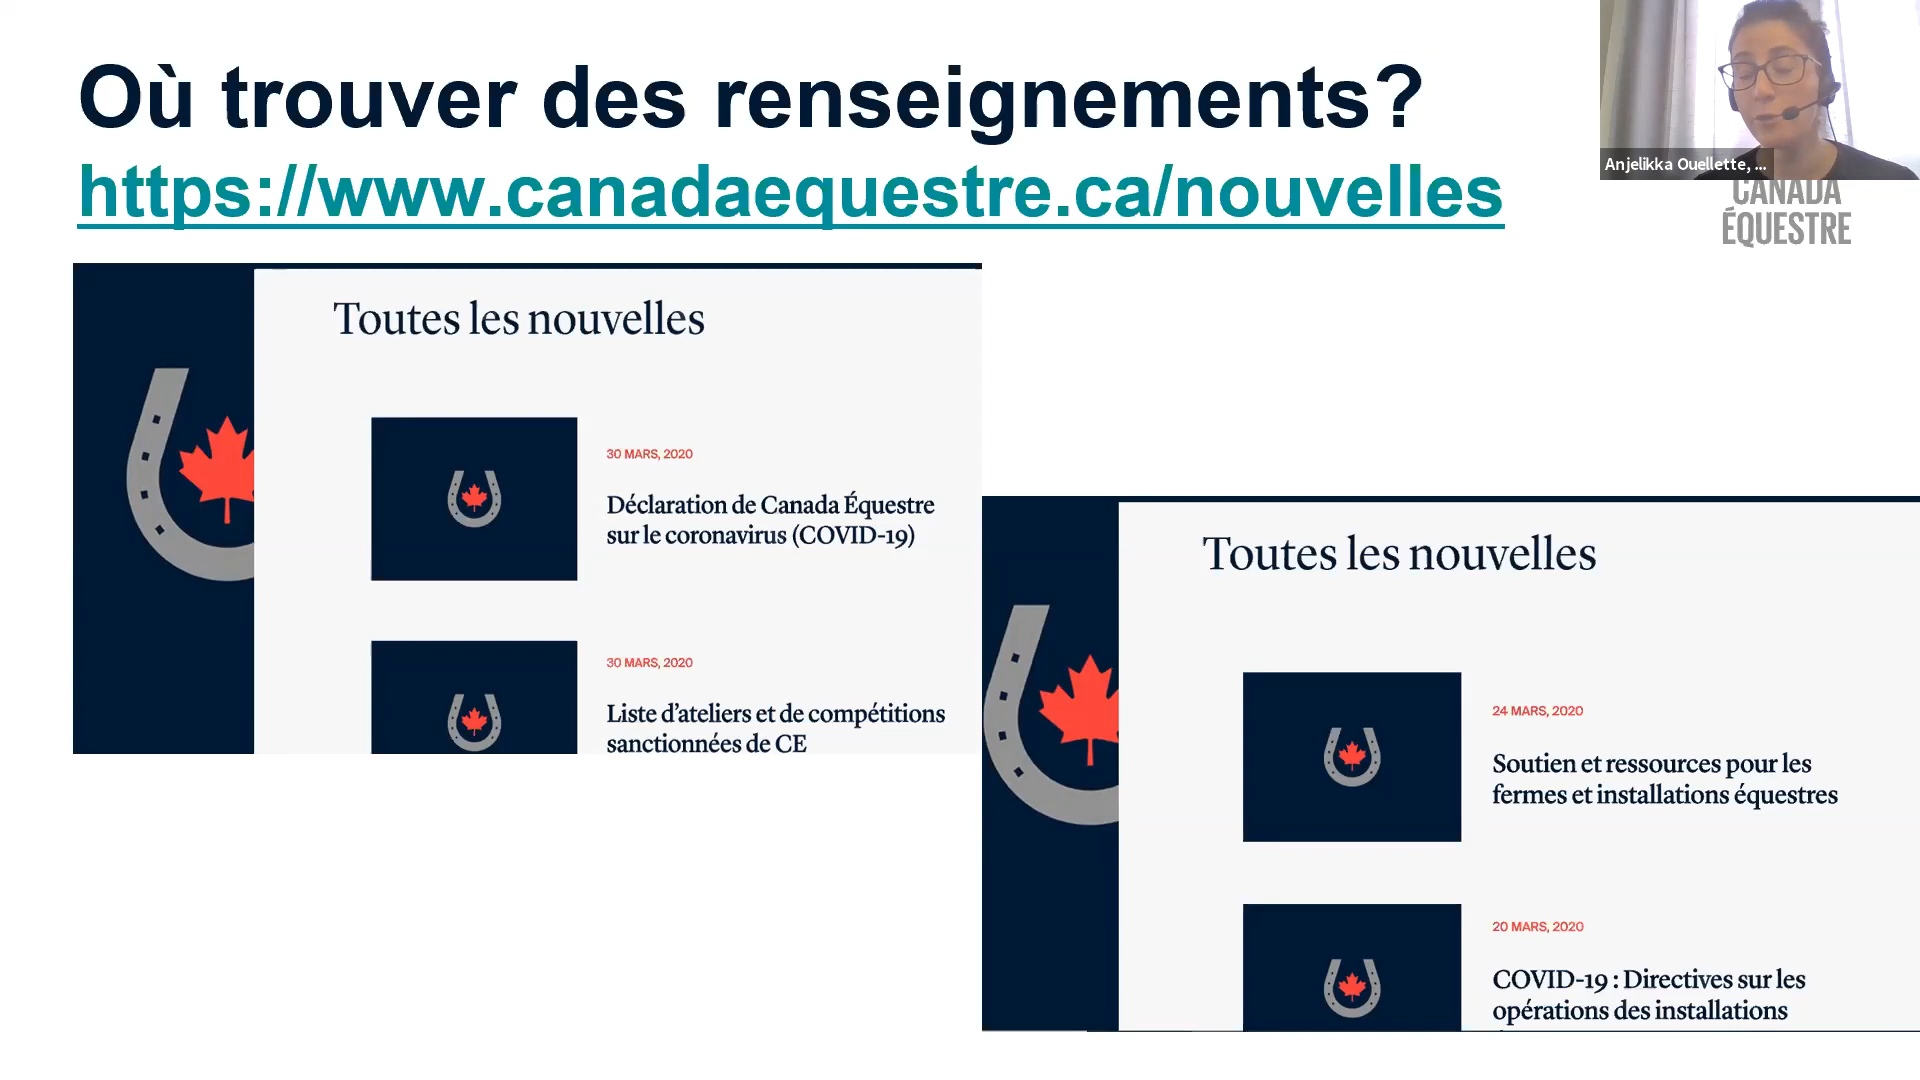 Où trouver des renseignements?
https://www.canadaequestre.ca/nouvelles
Anjelikka Ouellette, ...
CANADA
ÉQUESTRE
Toutes les nouvelles
30 MARS, 2020
Déclaration de Canada Équestre
sur le coronavirus (COVID-19)
30 MARS, 2020
Liste d'ateliers et de compétitions
sanctionnées de CE
Toutes les nouvelles
24 MARS, 2020
Soutien et ressources pour les
fermes et installations équestres
20 MARS, 2020
COVID-19 : Directives sur les
opérations des installations